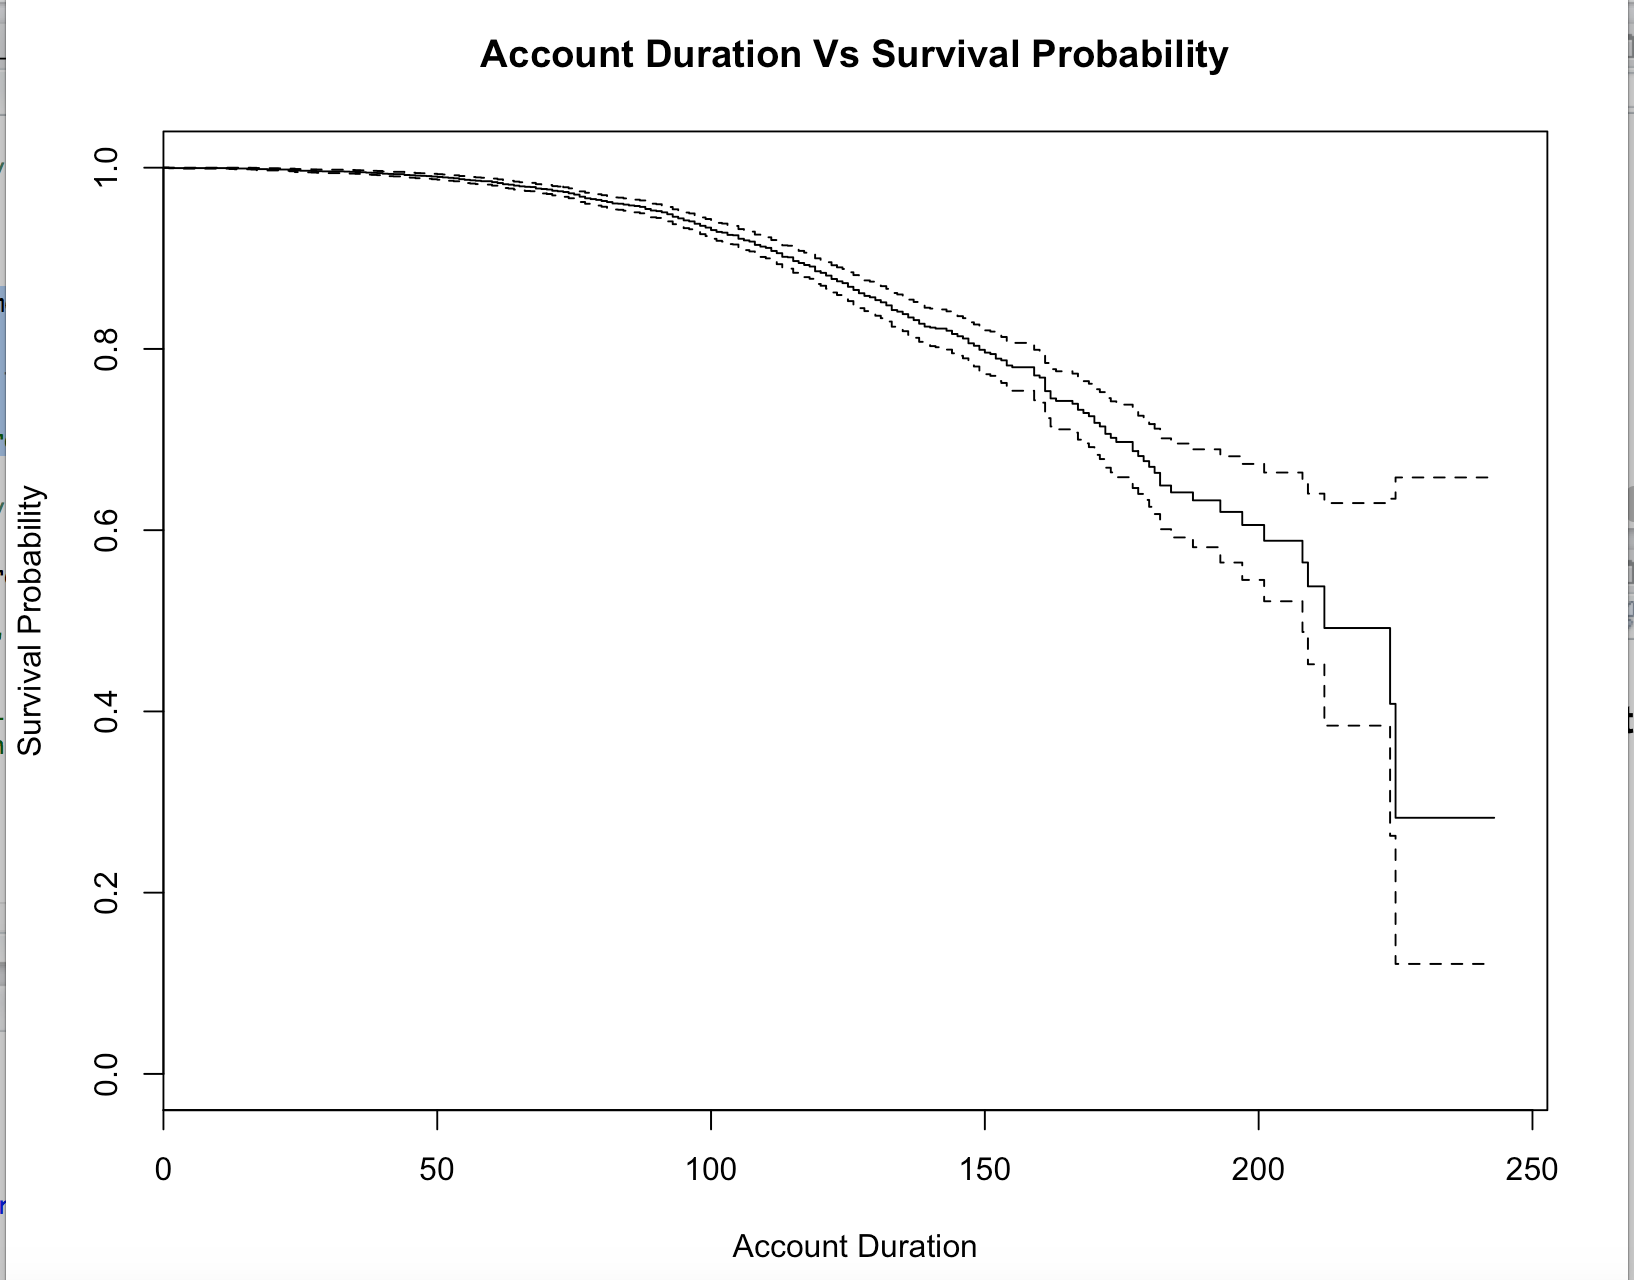 Account Duration Vs Survival Probability
Survival Probability
1.0
0.8
0.6
0.4
0.2
0.0
0 50 100 150 200 250
Account Duration